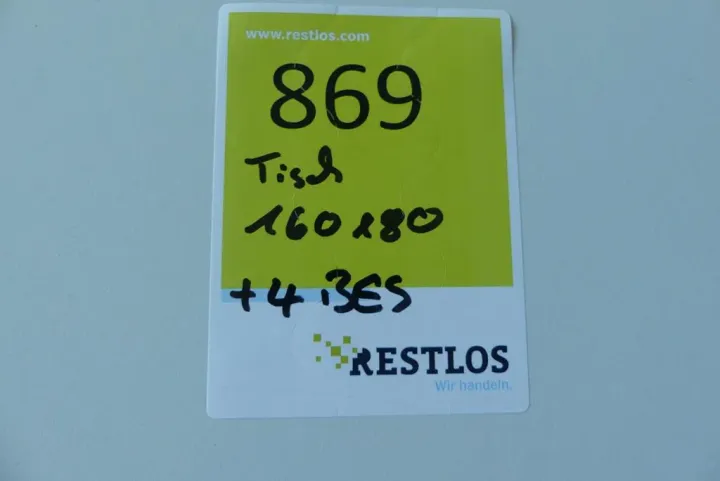 www.restlos.com
869
Tisch
160x80
+4 BES
RESTLOS
Wir handeln.